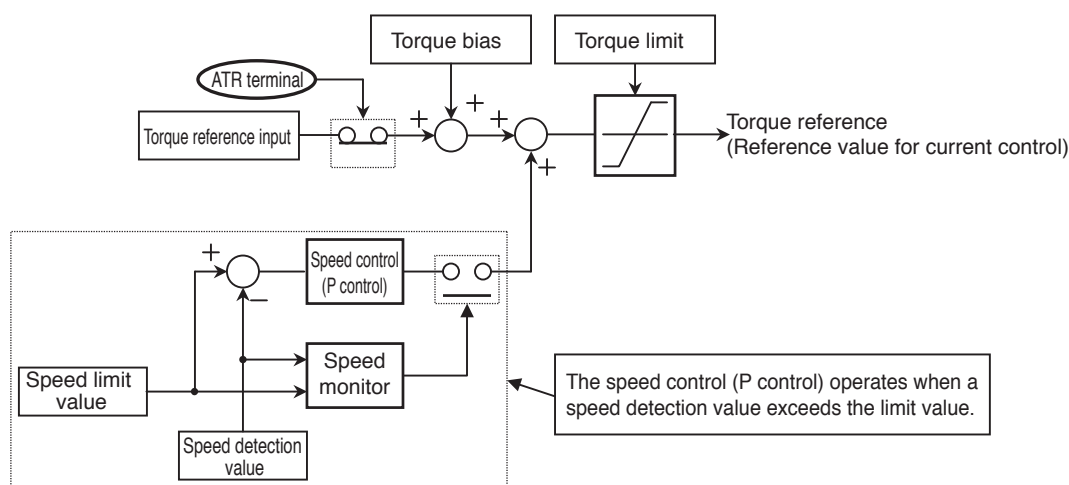 Torque bias
Torque limit
ATR terminal
Torque reference input
+
+
+
+
Torque reference
(Reference value for current control)
+
−
Speed control
(P control)
Speed
monitor
Speed limit
value
Speed detection
value
The speed control (P control) operates when a
speed detection value exceeds the limit value.